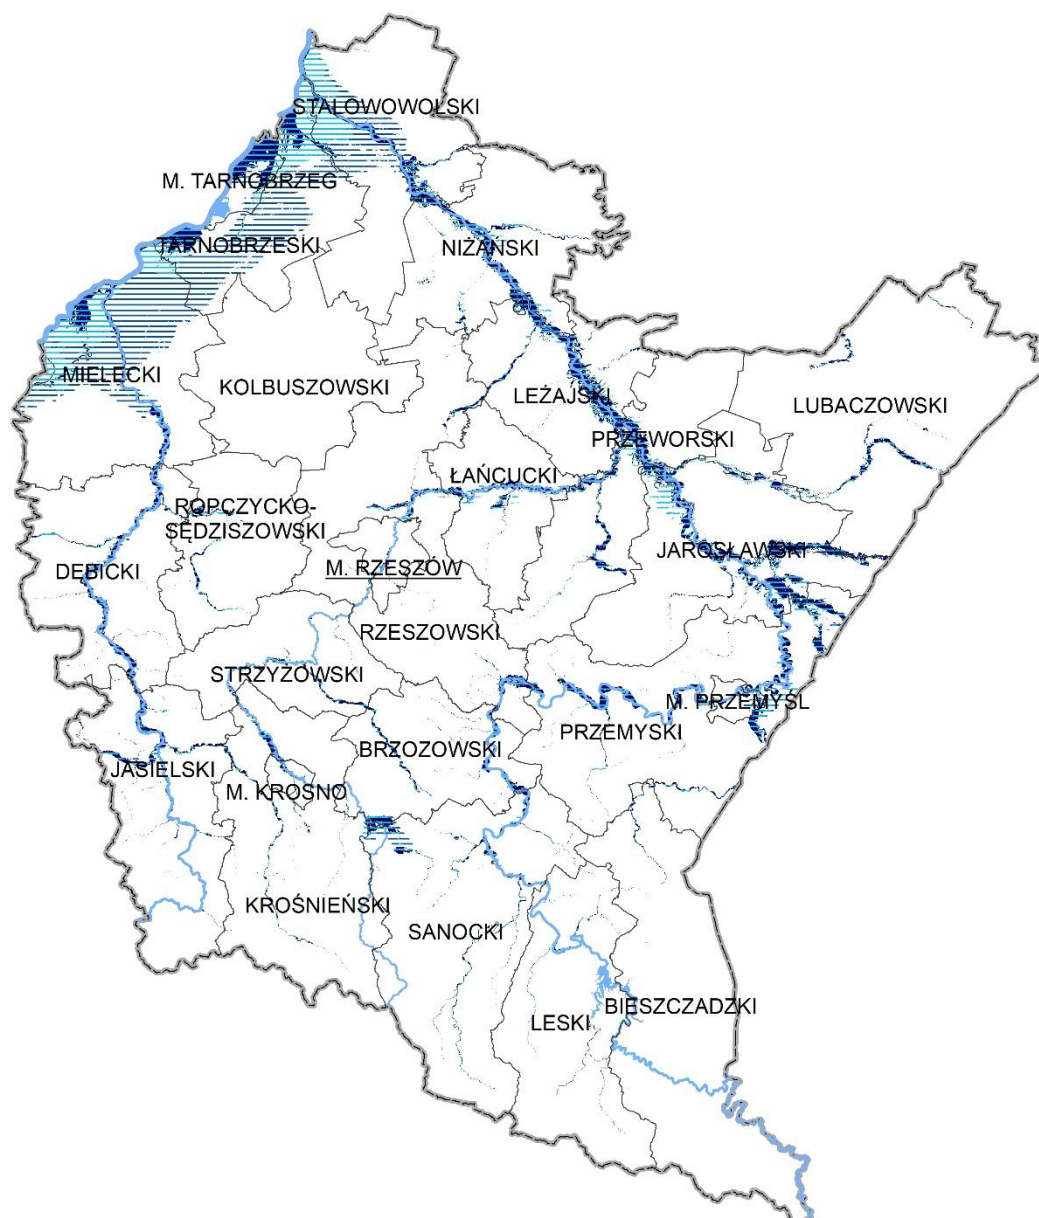 STALOWOWOLSKI
M. TARNOBRZEG
TARNOBRZESKI
NIŻAŃSKI
MIELECKI
KOLBUSZOWSKI
LEŻAJSKI
LUBACZOWSKI
PRZEWORSKI
ŁAŃCUCKI
ROPCZYCKO-
SĘDZISZOWSKI
JAROSŁAWSKI
DĘBICKI
M. RZESZÓW
RZESZOWSKI
STRZYŻOWSKI
M. PRZEMYŚL
PRZEMYSKI
BRZOZOWSKI
JASIELSKI
M. KROSNO
KROŚNIEŃSKI
SANOCKI
BIESZCZADZKI
LESKI